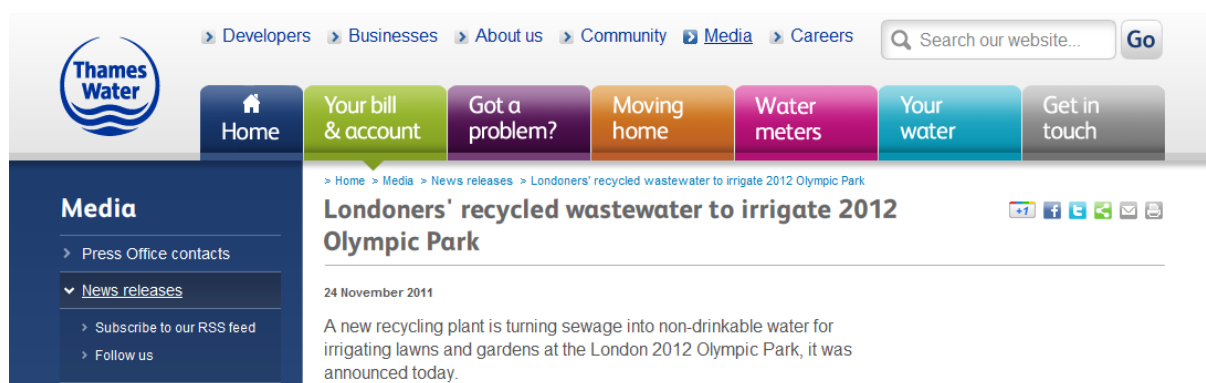 Developers Businesses About us Community Media Careers
Search our website... Go
Thames
Water
Home
Your bill
& account
Got a
problem?
Moving
home
Water
meters
Your
water
Get in
touch
> Home > Media > News releases > Londoners' recycled wastewater to irrigate 2012 Olympic Park
Media
Press Office contacts
News releases
Subscribe to our RSS feed
Follow us
Londoners' recycled wastewater to irrigate 2012
Olympic Park
+1
24 November 2011
A new recycling plant is turning sewage into non-drinkable water for
irrigating lawns and gardens at the London 2012 Olympic Park, it was
announced today.